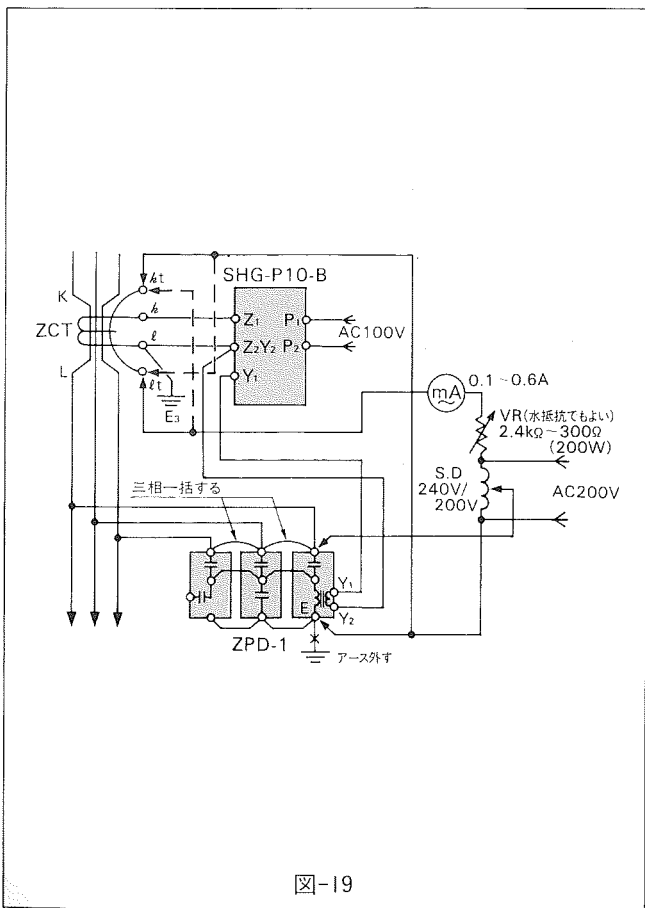 kt
SHG-P10-B
K
k
Z₁
P₁
AC100V
ZCT
ℓ
Z₂Y₂
P₂
L
Y₁
ℓt
E₃
mA
0.1~0.6A
VR(水抵抗でもよい)
2.4kΩ~300Ω
(200W)
S.D
240V/
200V
AC200V
三相一括する
Y₁
E
Y₂
ZPD-1
アース外す
図-19